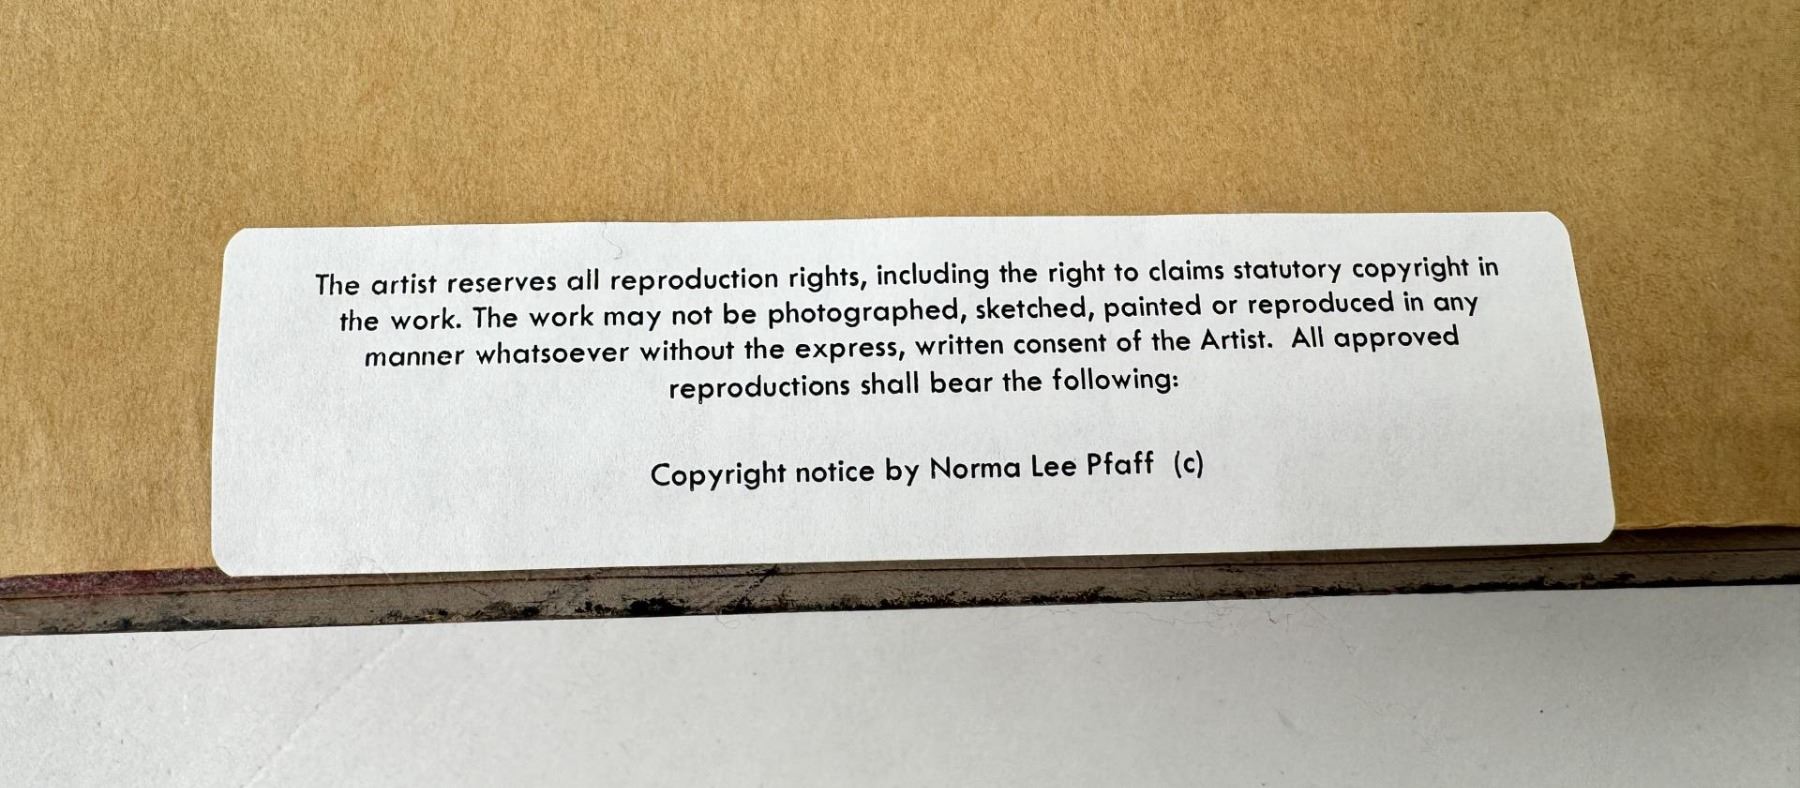 The artist reserves all reproduction rights, including the right to claims statutory copyright in
the work. The work may not be photographed, sketched, painted or reproduced in any
manner whatsoever without the express, written consent of the Artist.  All approved
reproductions shall bear the following:
Copyright notice by Norma Lee Pfaff  (c)